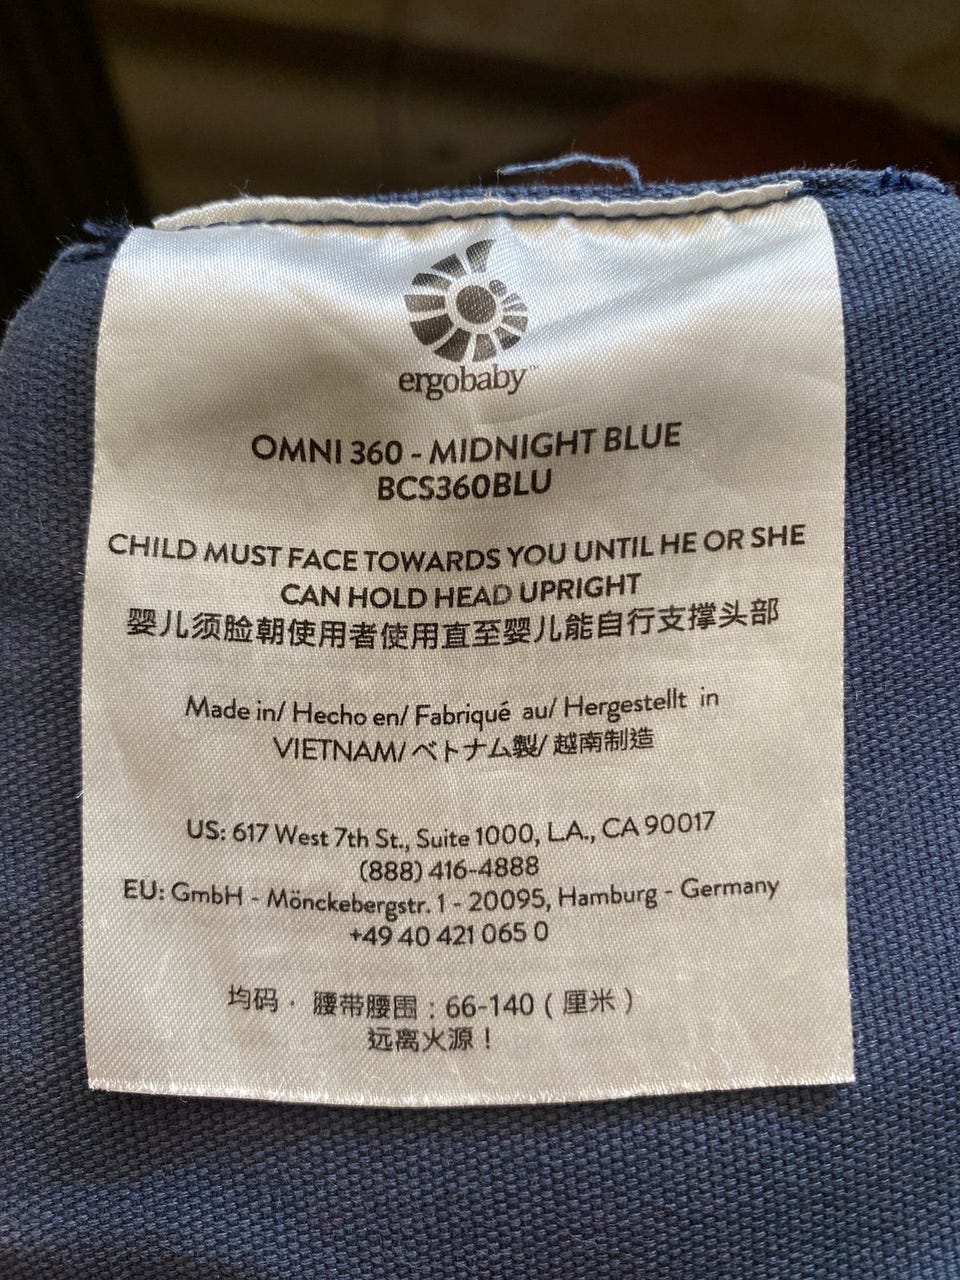 ergobaby™
OMNI 360 - MIDNIGHT BLUE
BCS360BLU
CHILD MUST FACE TOWARDS YOU UNTIL HE OR SHE
CAN HOLD HEAD UPRIGHT
婴儿须脸朝使用者使用直至婴儿能自行支撑头部
Made in/ Hecho en/ Fabriqué au/ Hergestellt in
VIETNAM/ ベトナム製/ 越南制造
US: 617 West 7th St., Suite 1000, L.A., CA 90017
(888) 416-4888
EU: GmbH - Mönckebergstr. 1 - 20095, Hamburg - Germany
+49 40 421 065 0
均码 · 腰带腰围：66-140（厘米）
远离火源！